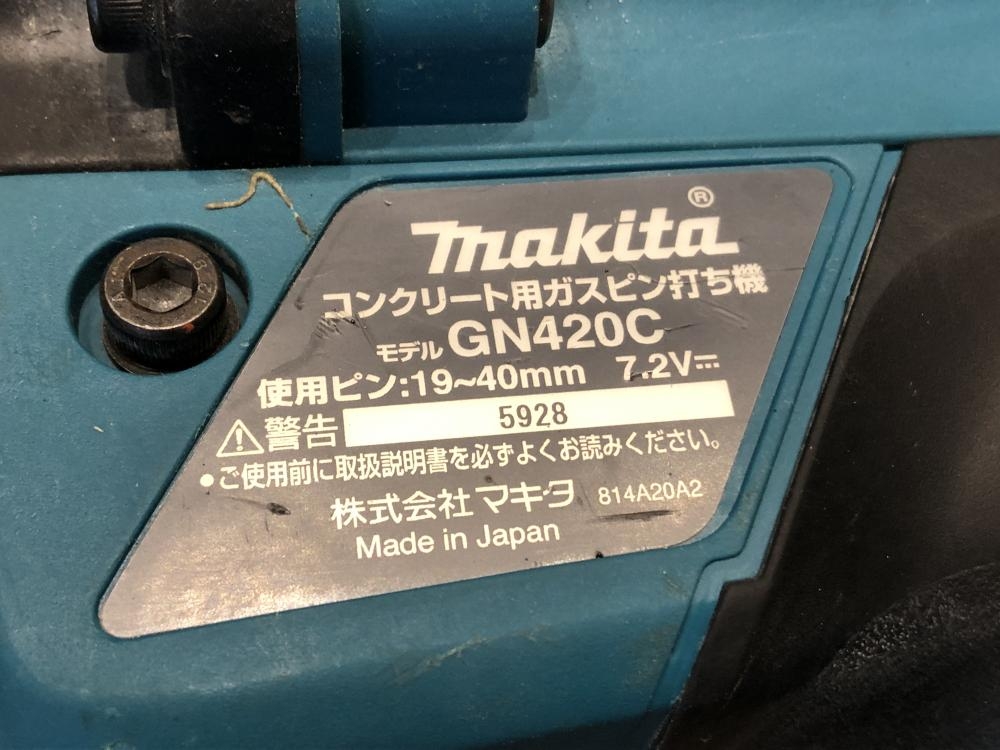 makita®
コンクリート用ガスピン打ち機
モデル GN420C
使用ピン:19~40mm 7.2V⎓
⚠警告 5928
●ご使用前に取扱説明書を必ずよくお読みください。
株式会社 マキタ 814A20A2
Made in Japan